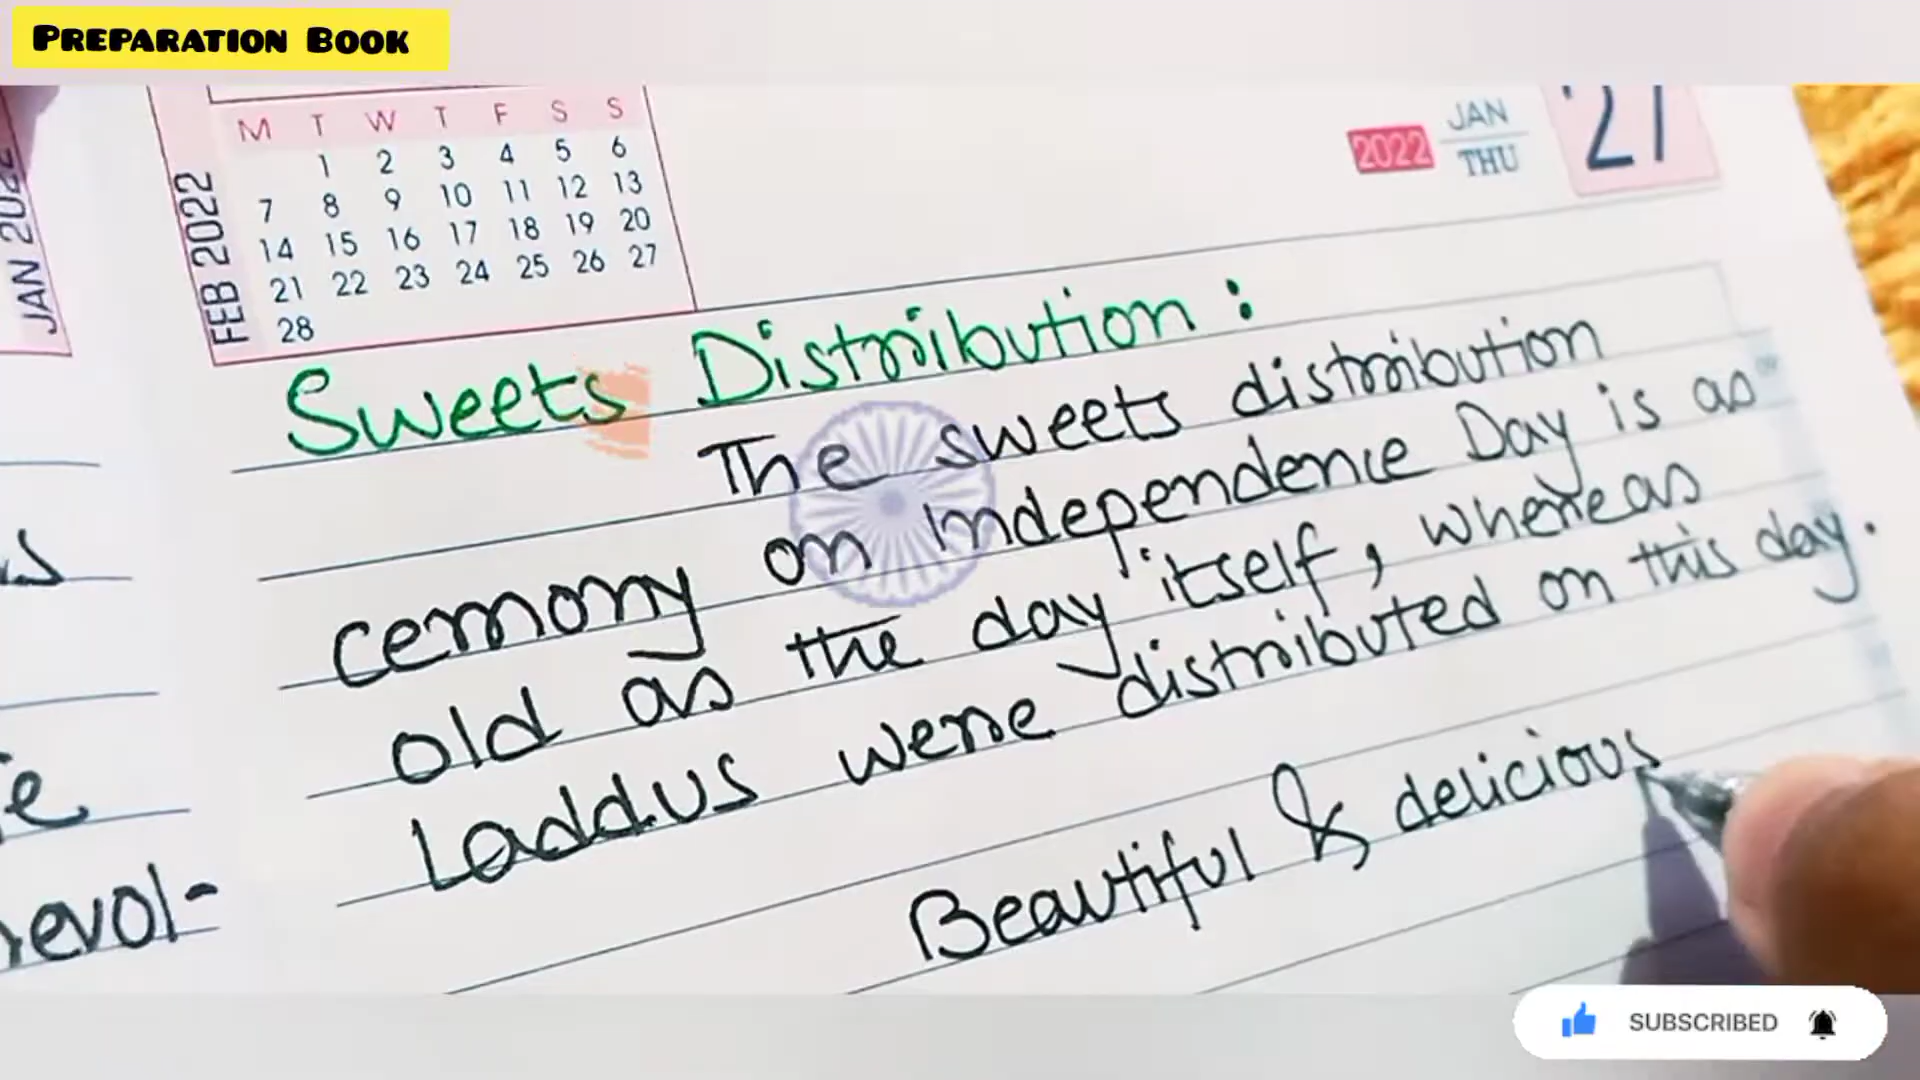 PREPARATION BOOK
JAN 2022
FEB 2022
M T W T F S S
1 2 3 4 5 6
7 8 9 10 11 12 13
14 15 16 17 18 19 20
21 22 23 24 25 26 27
28
2022 JAN THU 27
Sweets Distribution :
The sweets distribution
cermony on Independence Day is as
old as the day itself, whereas
Laddus were distributed on this day.
Beautiful & delicious
evol-
SUBSCRIBED